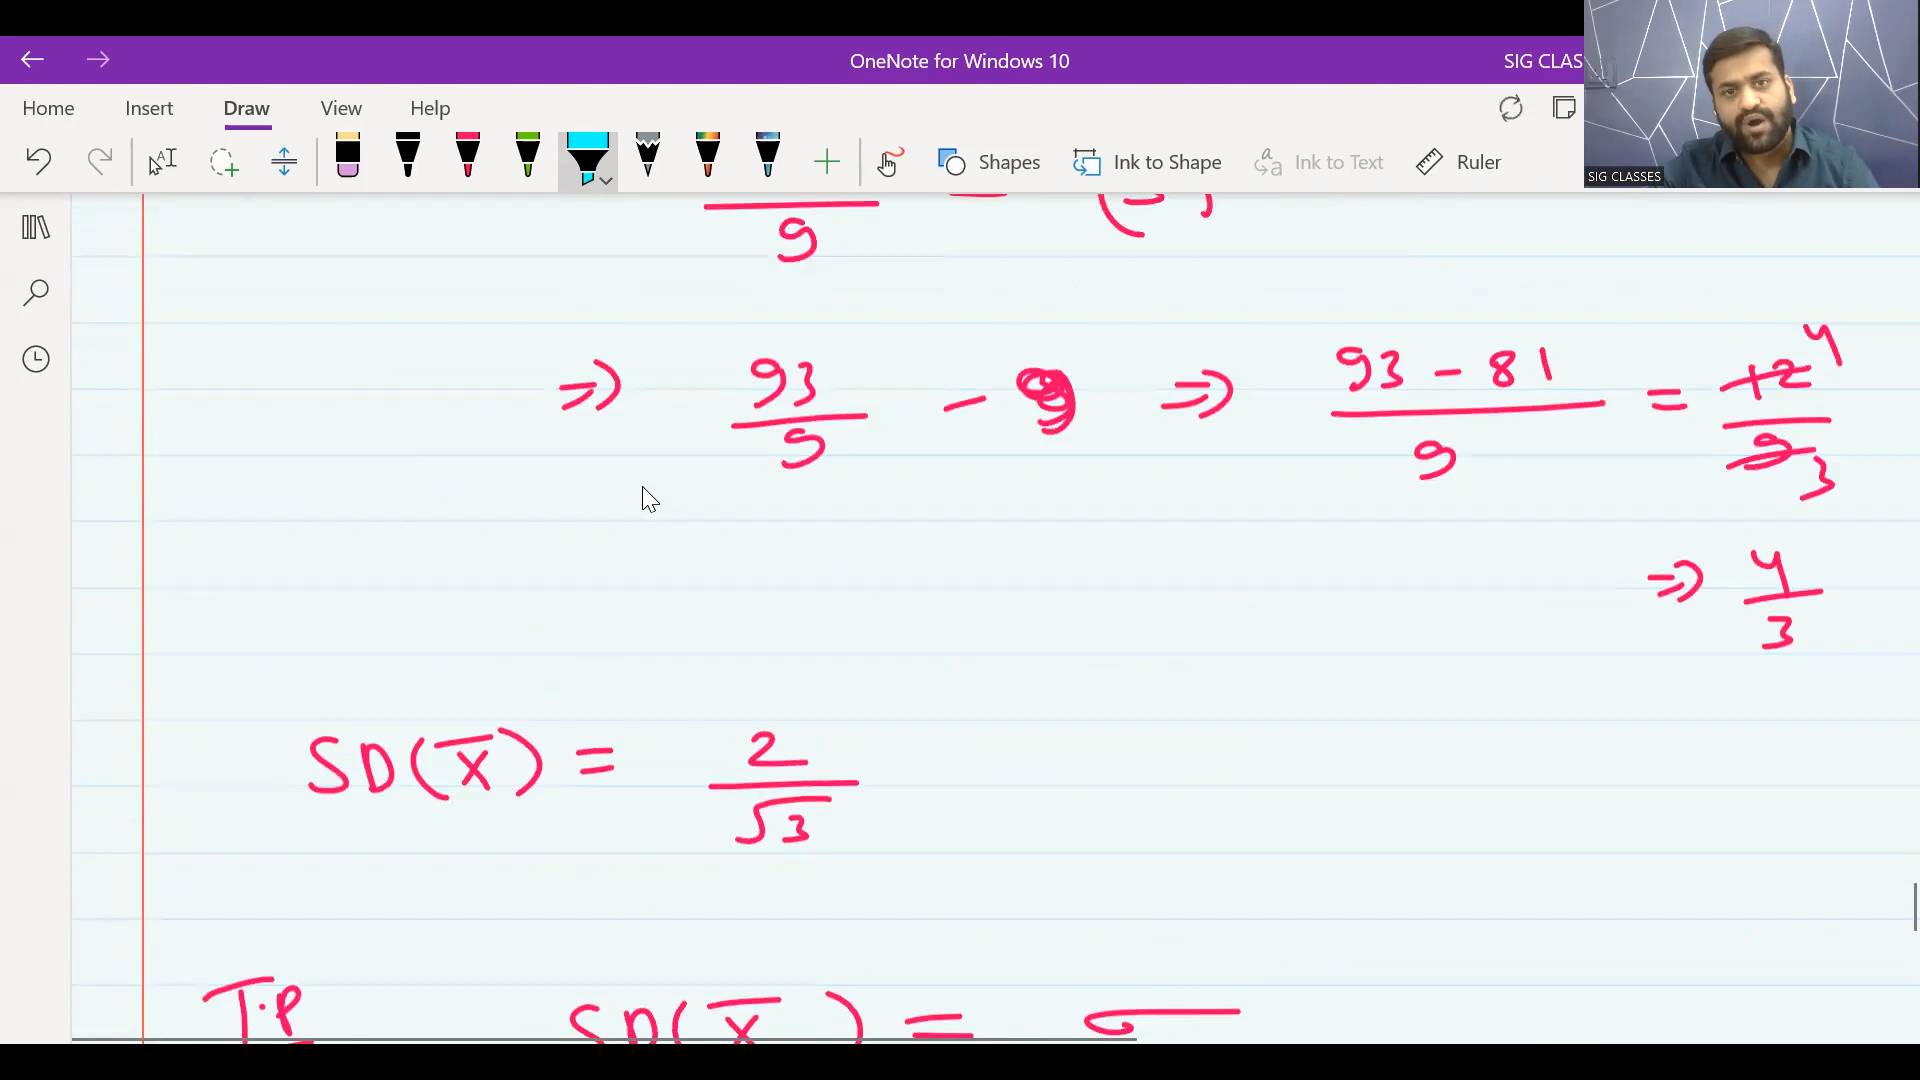 OneNote for Windows 10
SIG CLAS
Home Insert Draw View Help
Shapes Ink to Shape Ink to Text Ruler
SIG CLASSES
9
⇒ 93/9 - 9 ⇒ (93 - 81)/9 = 12/9 4 3
⇒ 4/3
SD(X̅) = 2/√3
T.P SD(X̅) = σ